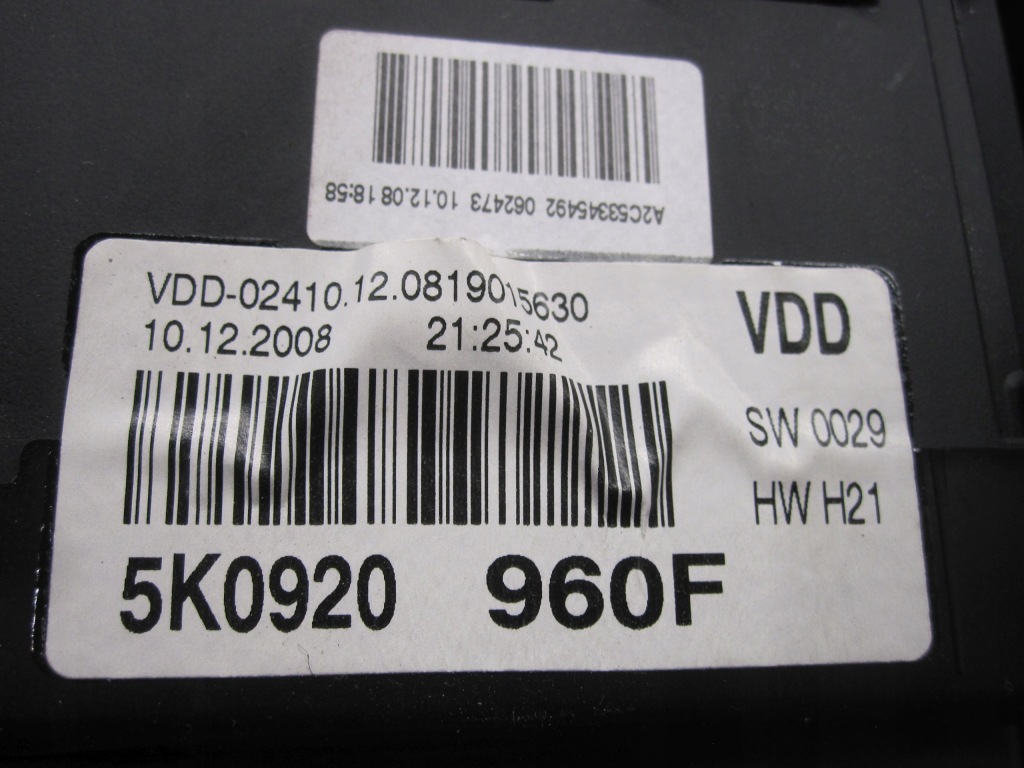 A2C53345492 062473 10.12.08 18:58
VDD-02410.12.0819015630
10.12.2008 21:25:42
VDD
SW 0029
HW H21
5K0920 960F